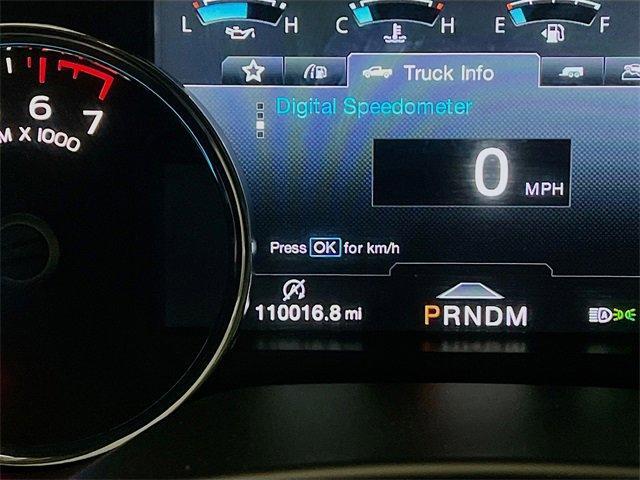 L H C H E F
Truck Info
Digital Speedometer
6
7
M X 1000
0 MPH
Press OK for km/h
110016.8 mi
PRNDM